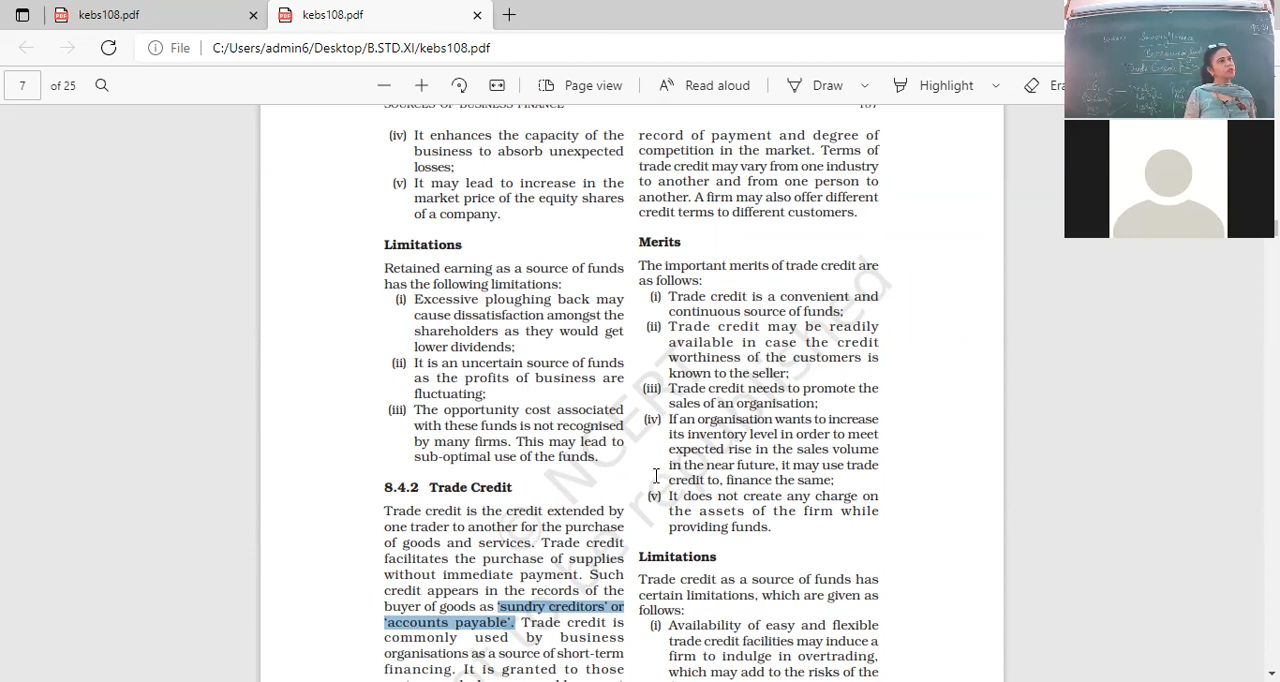 kebs108.pdf
kebs108.pdf
File
C:/Users/admin6/Desktop/B.STD.XI/kebs108.pdf
7
of 25
Page view
Read aloud
Draw
Highlight
SOURCES OF BUSINESS FINANCE
(iv) It enhances the capacity of the
business to absorb unexpected
losses;
(v) It may lead to increase in the
market price of the equity shares
of a company.
Limitations
Retained earning as a source of funds
has the following limitations:
(i) Excessive ploughing back may
cause dissatisfaction amongst the
shareholders as they would get
lower dividends;
(ii) It is an uncertain source of funds
as the profits of business are
fluctuating;
(iii) The opportunity cost associated
with these funds is not recognised
by many firms. This may lead to
sub-optimal use of the funds.
8.4.2 Trade Credit
Trade credit is the credit extended by
one trader to another for the purchase
of goods and services. Trade credit
facilitates the purchase of supplies
without immediate payment. Such
credit appears in the records of the
buyer of goods as ‘sundry creditors’ or
‘accounts payable’. Trade credit is
commonly used by business
organisations as a source of short-term
financing. It is granted to those
record of payment and degree of
competition in the market. Terms of
trade credit may vary from one industry
to another and from one person to
another. A firm may also offer different
credit terms to different customers.
Merits
The important merits of trade credit are
as follows:
(i) Trade credit is a convenient and
continuous source of funds;
(ii) Trade credit may be readily
available in case the credit
worthiness of the customers is
known to the seller;
(iii) Trade credit needs to promote the
sales of an organisation;
(iv) If an organisation wants to increase
its inventory level in order to meet
expected rise in the sales volume
in the near future, it may use trade
credit to, finance the same;
(v) It does not create any charge on
the assets of the firm while
providing funds.
Limitations
Trade credit as a source of funds has
certain limitations, which are given as
follows:
(i) Availability of easy and flexible
trade credit facilities may induce a
firm to indulge in overtrading,
which may add to the risks of the
© NCERT
not to be republished